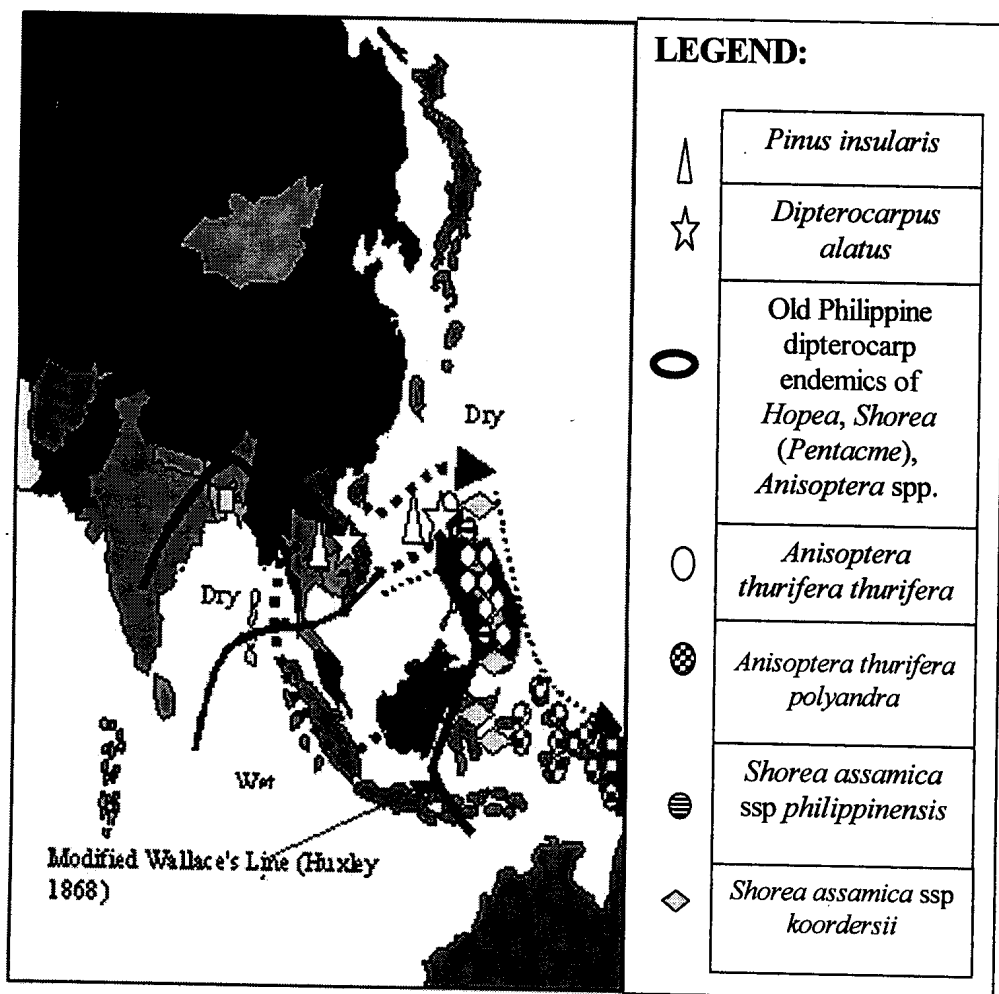 LEGEND:
Pinus insularis
Dipterocarpus
alatus
Old Philippine
dipterocarp
endemics of
Hopea, Shorea
(Pentacme),
Anisoptera spp.
Anisoptera
thurifera thurifera
Anisoptera thurifera
polyandra
Shorea assamica
ssp philippinensis
Shorea assamica ssp
koordersii
Dry
Dry
Wet
Modified Wallace's Line (Huxley
1868)